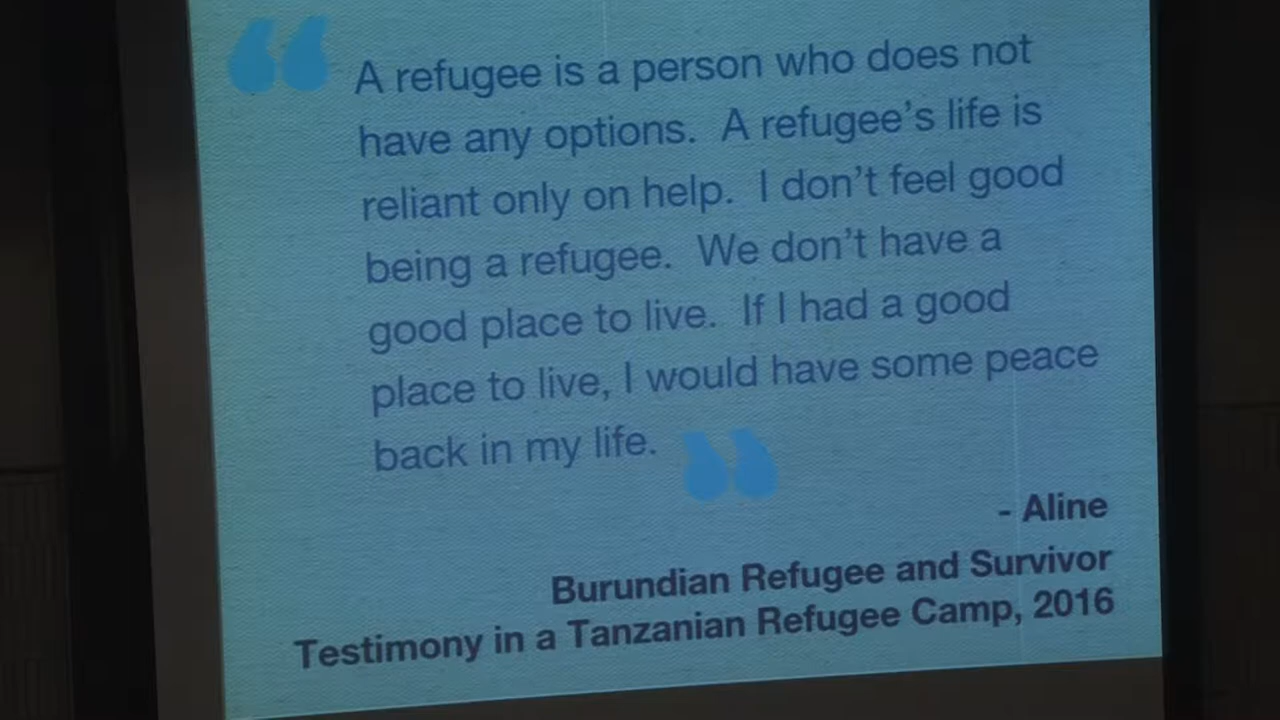 “ A refugee is a person who does not
have any options. A refugee’s life is
reliant only on help. I don’t feel good
being a refugee. We don’t have a
good place to live. If I had a good
place to live, I would have some peace
back in my life. ”
- Aline
Burundian Refugee and Survivor
Testimony in a Tanzanian Refugee Camp, 2016